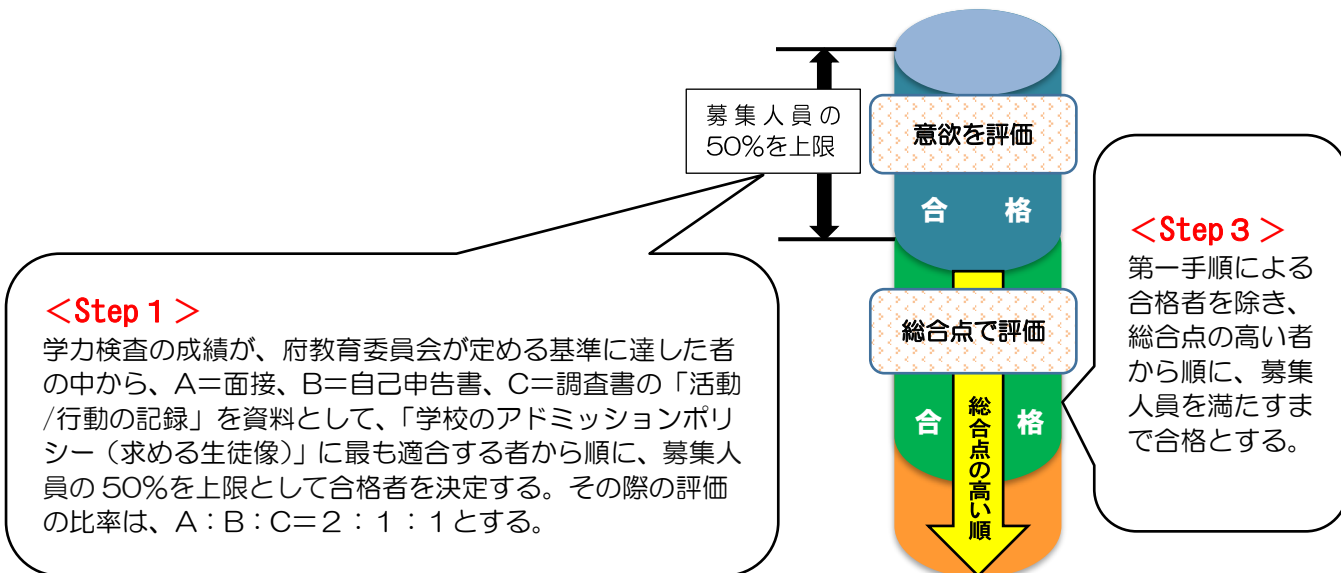 募集人員の
50％を上限
意欲を評価
合　格
＜Step１＞
学力検査の成績が、府教育委員会が定める基準に達した者
の中から、A＝面接、B＝自己申告書、C＝調査書の「活動
/行動の記録」を資料として、「学校のアドミッションポリ
シー（求める生徒像）」に最も適合する者から順に、募集人
員の 50％を上限として合格者を決定する。その際の評価
の比率は、A：B：C＝２：１：１とする。
総合点で評価
合　格
総合点の高い順
＜Step３＞
第一手順による
合格者を除き、
総合点の高い者
から順に、募集
人員を満たすま
で合格とする。